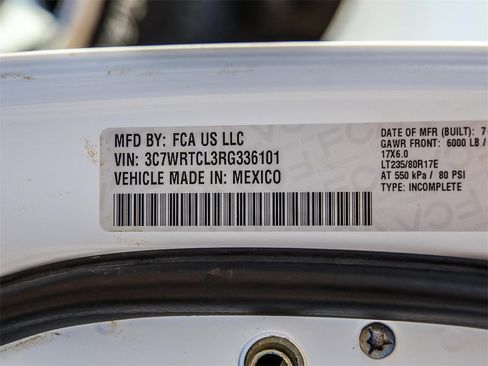 MFD BY: FCA US LLC
VIN: 3C7WRTCL3RG336101
VEHICLE MADE IN: MEXICO
DATE OF MFR (BUILT): 7
GAWR FRONT: 6000 LB /
17X6.0
LT235/80R17E
AT 550 kPa / 80 PSI
TYPE: INCOMPLETE